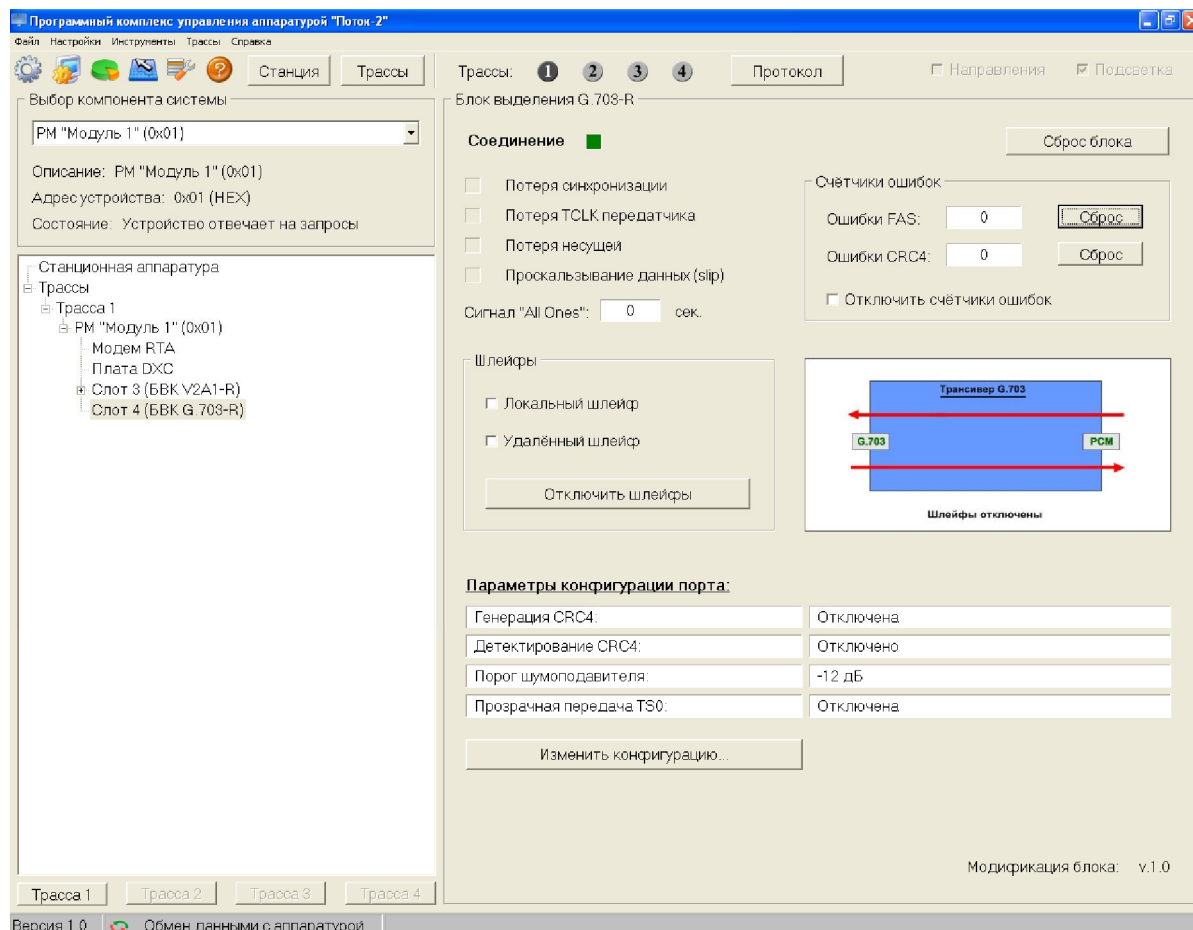 Программный комплекс управления аппаратурой "Поток-2"
Файл Настройки Инструменты Трассы Справка
Станция Трассы Трассы: 1 2 3 4 Протокол Направления Подсветка
Выбор компонента системы
РМ "Модуль 1" (0x01)
Описание: РМ "Модуль 1" (0x01)
Адрес устройства: 0x01 (HEX)
Состояние: Устройство отвечает на запросы
Станционная аппаратура
Трассы
Трасса 1
РМ "Модуль 1" (0x01)
Модем RTA
Плата DXC
Слот 3 (БВК V2A1-R)
Слот 4 (БВК G.703-R)
Трасса 1 Трасса 2 Трасса 3 Трасса 4
Блок выделения G.703-R
Соединение
Сброс блока
Потеря синхронизации
Потеря TCLK передатчика
Потеря несущей
Проскальзывание данных (slip)
Сигнал "All Ones": 0 сек.
Счётчики ошибок
Ошибки FAS: 0 Сброс
Ошибки CRC4: 0 Сброс
Отключить счётчики ошибок
Шлейфы
Локальный шлейф
Удалённый шлейф
Отключить шлейфы
Трансивер G.703
G.703 PCM
Шлейфы отключены
Параметры конфигурации порта:
Генерация CRC4: Отключена
Детектирование CRC4: Отключено
Порог шумоподавителя: -12 дБ
Прозрачная передача TS0: Отключена
Изменить конфигурацию...
Модификация блока: v.1.0
Версия 1.0 Обмен данными с аппаратурой